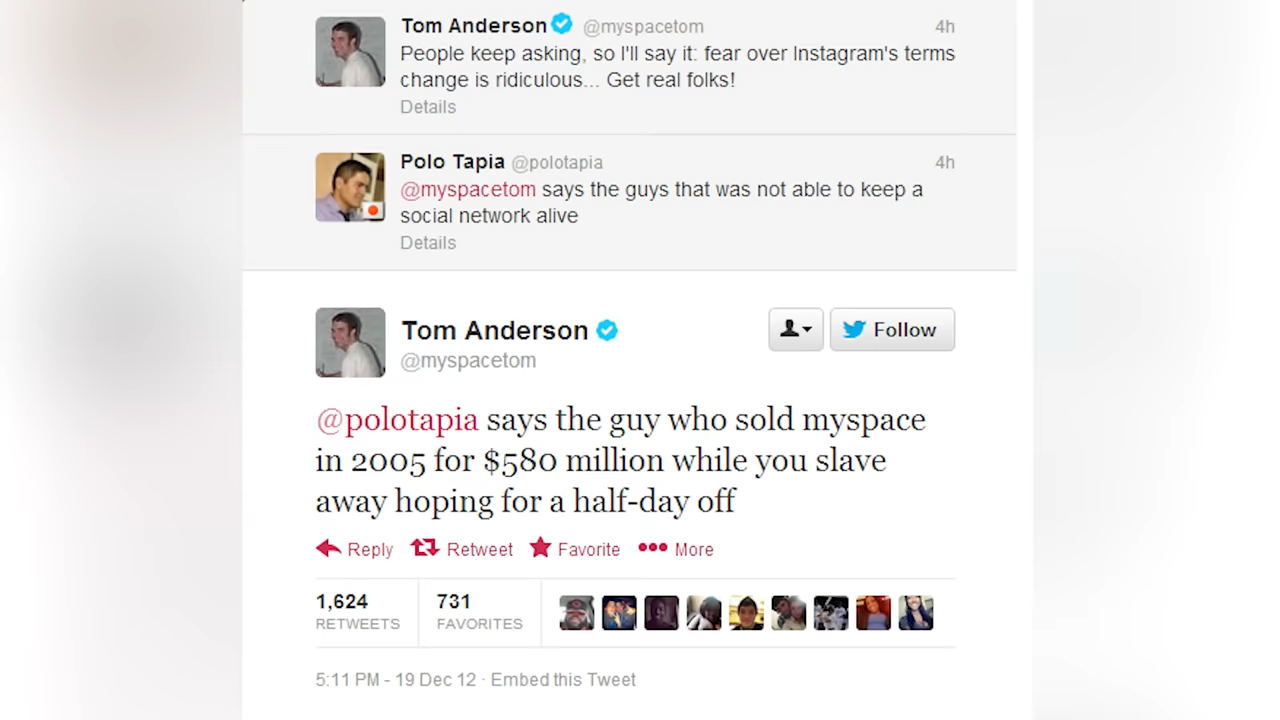 Tom Anderson @myspacetom 4h
People keep asking, so I'll say it: fear over Instagram's terms
change is ridiculous... Get real folks!
Details
Polo Tapia @polotapia 4h
@myspacetom says the guys that was not able to keep a
social network alive
Details
Tom Anderson
Follow
@myspacetom
@polotapia says the guy who sold myspace
in 2005 for $580 million while you slave
away hoping for a half-day off
Reply Retweet Favorite More
1,624 731
RETWEETS FAVORITES
5:11 PM - 19 Dec 12 · Embed this Tweet